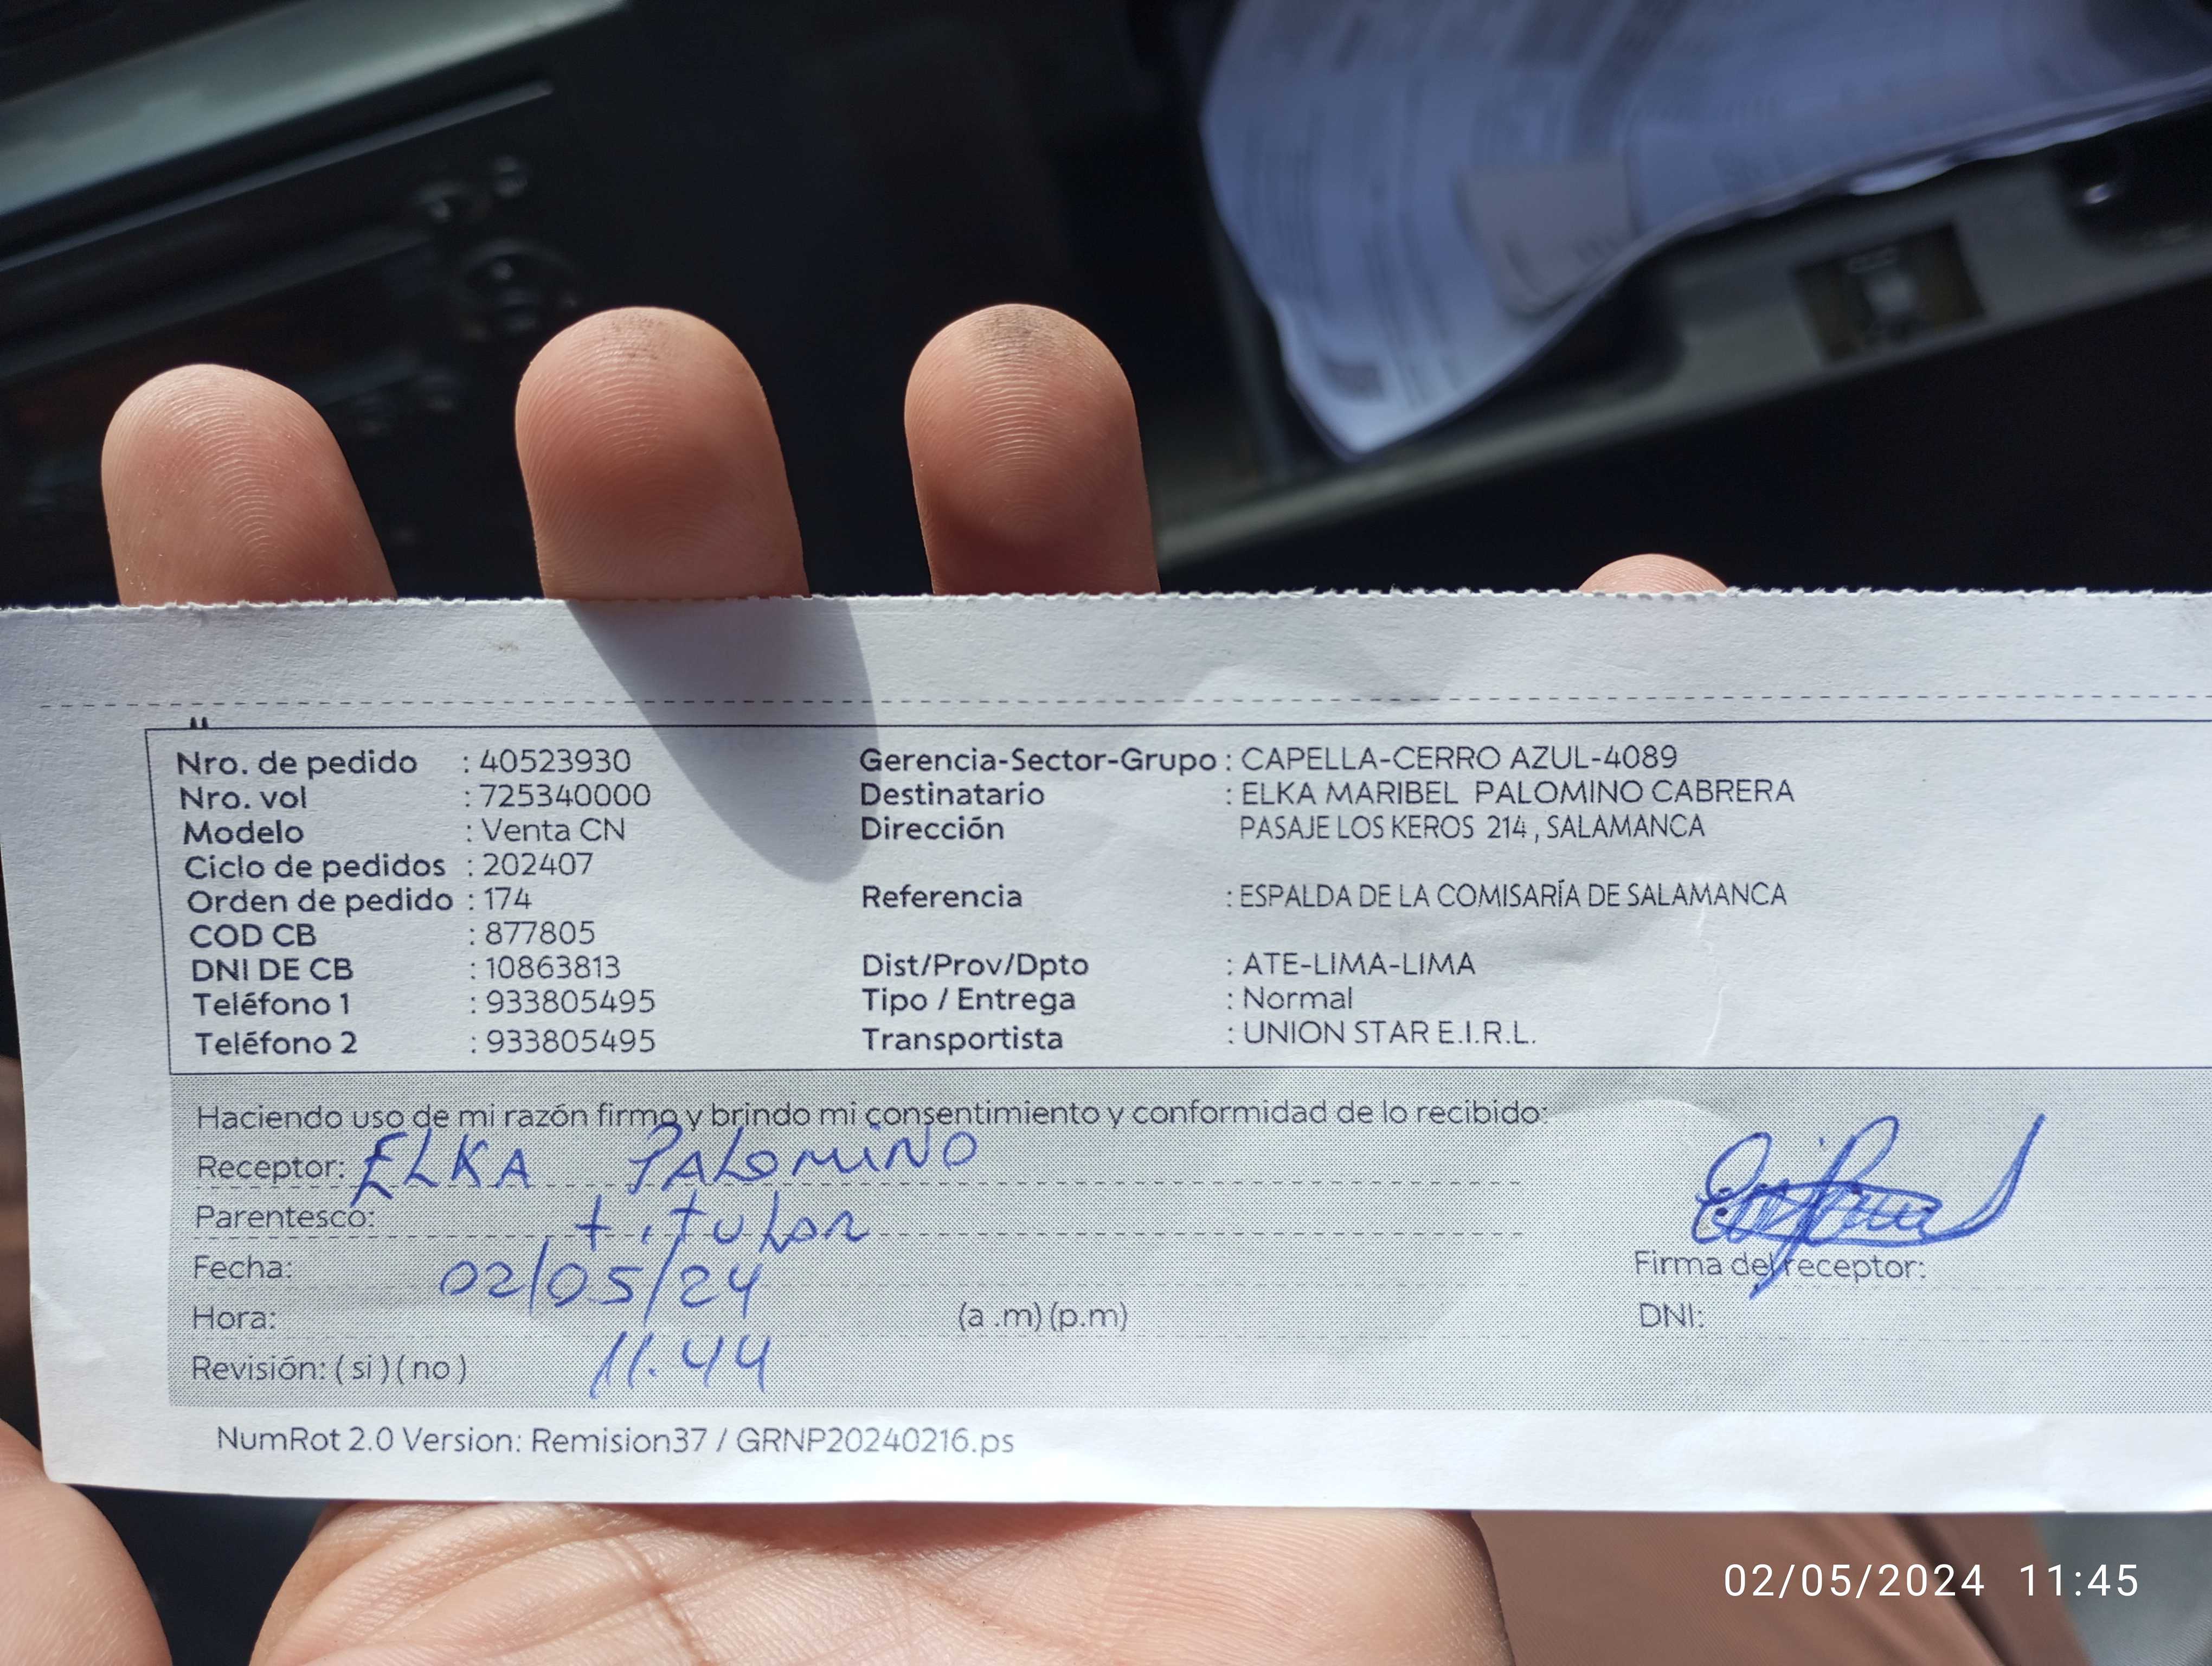 Nro. de pedido : 40523930 Gerencia-Sector-Grupo : CAPELLA-CERRO AZUL-4089
Nro. vol : 725340000 Destinatario : ELKA MARIBEL PALOMINO CABRERA
Modelo : Venta CN Dirección PASAJE LOS KEROS 214 , SALAMANCA
Ciclo de pedidos : 202407
Orden de pedido : 174 Referencia : ESPALDA DE LA COMISARÍA DE SALAMANCA
COD CB : 877805
DNI DE CB : 10863813 Dist/Prov/Dpto : ATE-LIMA-LIMA
Teléfono 1 : 933805495 Tipo / Entrega : Normal
Teléfono 2 : 933805495 Transportista : UNION STAR E.I.R.L.
Haciendo uso de mi razón firmo y brindo mi consentimiento y conformidad de lo recibido:
Receptor: ELKA PALOMINO
Parentesco: titular
Fecha: 02/05/24 Firma del receptor:
Hora: (a .m) (p.m) DNI:
Revisión: ( si ) ( no ) 11.44
NumRot 2.0 Version: Remision37 / GRNP20240216.ps
02/05/2024 11:45